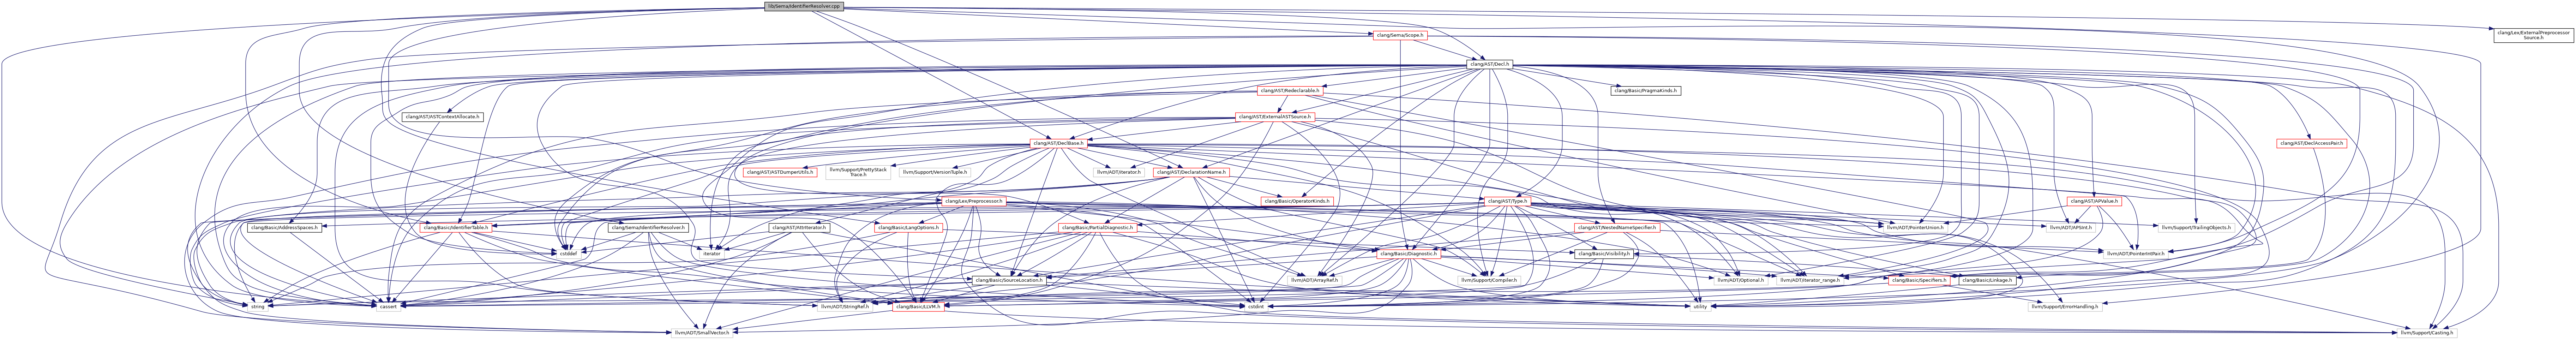 lib/Sema/IdentifierResolver.cpp
clang/Sema/Scope.h
clang/Lex/ExternalPreprocessor
Source.h
clang/AST/Decl.h
clang/AST/Redeclarable.h
clang/Basic/PragmaKinds.h
clang/AST/ASTContextAllocate.h
clang/AST/ExternalASTSource.h
clang/AST/DeclBase.h
clang/AST/DeclAccessPair.h
clang/AST/ASTDumperUtils.h
llvm/Support/PrettyStack
Trace.h
llvm/Support/VersionTuple.h
llvm/ADT/iterator.h
clang/AST/DeclarationName.h
clang/Lex/Preprocessor.h
clang/Basic/OperatorKinds.h
clang/AST/Type.h
clang/AST/APValue.h
clang/Basic/AddressSpaces.h
clang/Basic/IdentifierTable.h
clang/Sema/IdentifierResolver.h
clang/AST/AttrIterator.h
clang/Basic/LangOptions.h
clang/Basic/PartialDiagnostic.h
clang/AST/NestedNameSpecifier.h
llvm/ADT/PointerUnion.h
llvm/ADT/APSInt.h
llvm/Support/TrailingObjects.h
cstddef
iterator
clang/Basic/Diagnostic.h
clang/Basic/Visibility.h
llvm/ADT/PointerIntPair.h
clang/Basic/SourceLocation.h
llvm/ADT/ArrayRef.h
llvm/Support/Compiler.h
llvm/ADT/Optional.h
llvm/ADT/iterator_range.h
clang/Basic/Specifiers.h
clang/Basic/Linkage.h
string
cassert
llvm/ADT/StringRef.h
clang/Basic/LLVM.h
cstdint
utility
llvm/Support/ErrorHandling.h
llvm/ADT/SmallVector.h
llvm/Support/Casting.h